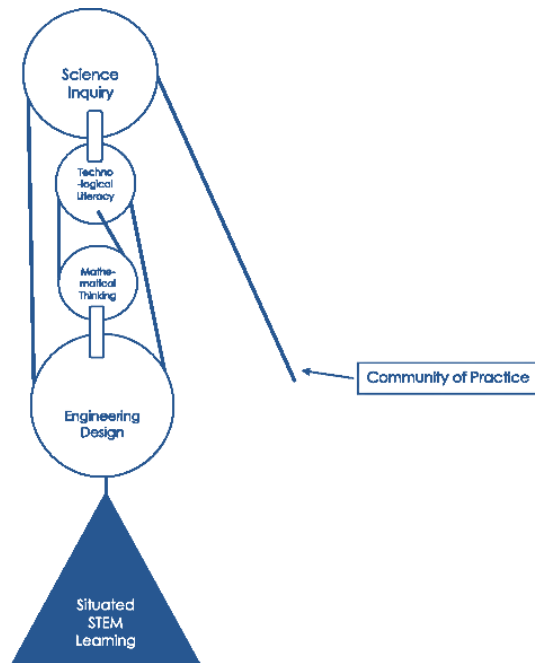 Science
Inquiry
Techno
-logical
Literacy
Mathe-
matical
Thinking
Community of Practice
Engineering
Design
Situated
STEM
Learning